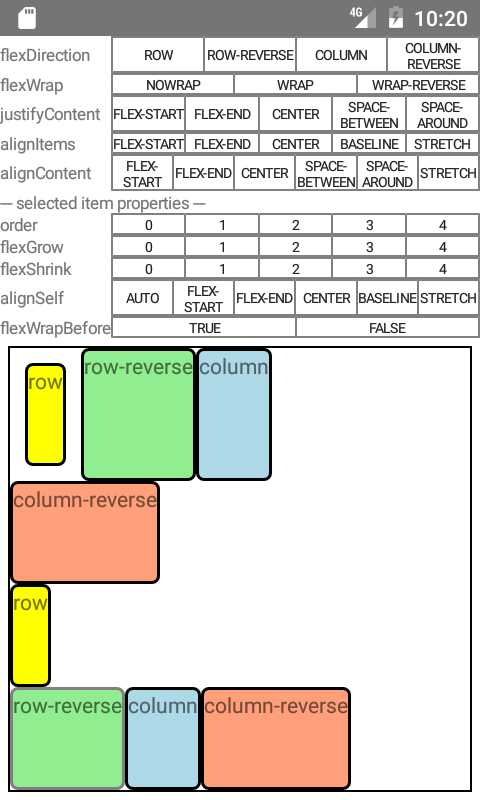 4G 10:20
flexDirection ROW ROW-REVERSE COLUMN COLUMN-
REVERSE
flexWrap NOWRAP WRAP WRAP-REVERSE
justifyContent FLEX-START FLEX-END CENTER SPACE-
BETWEEN SPACE-
AROUND
alignItems FLEX-START FLEX-END CENTER BASELINE STRETCH
alignContent FLEX-
START FLEX-END CENTER SPACE-
BETWEEN SPACE-
AROUND STRETCH
— selected item properties —
order 0 1 2 3 4
flexGrow 0 1 2 3 4
flexShrink 0 1 2 3 4
alignSelf AUTO FLEX-
START FLEX-END CENTER BASELINE STRETCH
flexWrapBefore TRUE FALSE
row row-reverse column
column-reverse
row
row-reverse column column-reverse